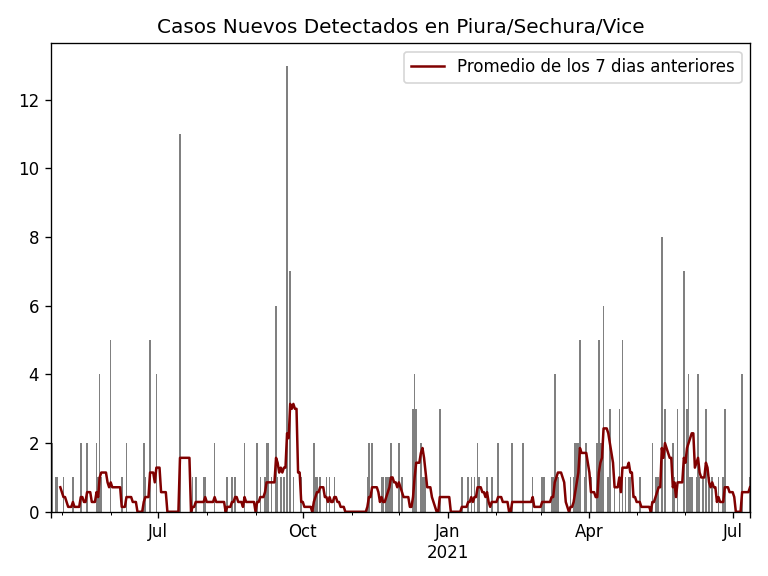 Casos Nuevos Detectados en Piura/Sechura/Vice
Promedio de los 7 dias anteriores
12
10
8
6
4
2
0
Jul
Oct
Jan
Apr
Jul
2021